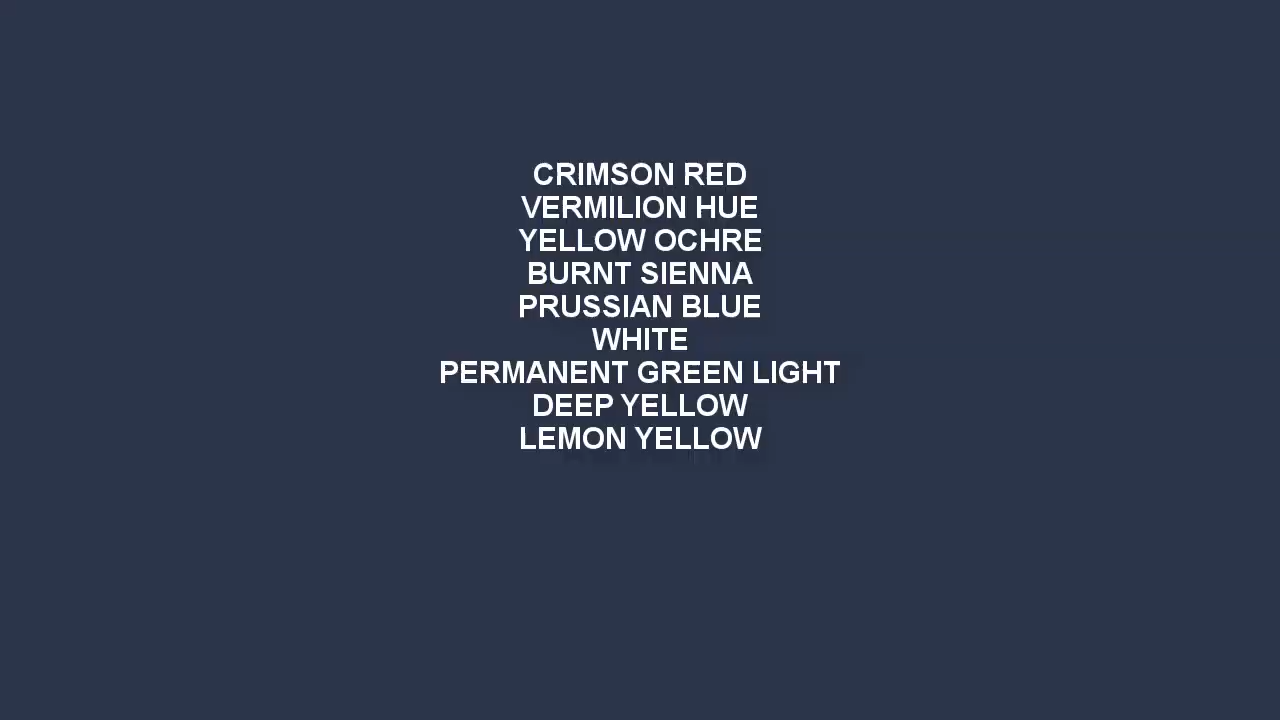 CRIMSON RED
VERMILION HUE
YELLOW OCHRE
BURNT SIENNA
PRUSSIAN BLUE
WHITE
PERMANENT GREEN LIGHT
DEEP YELLOW
LEMON YELLOW